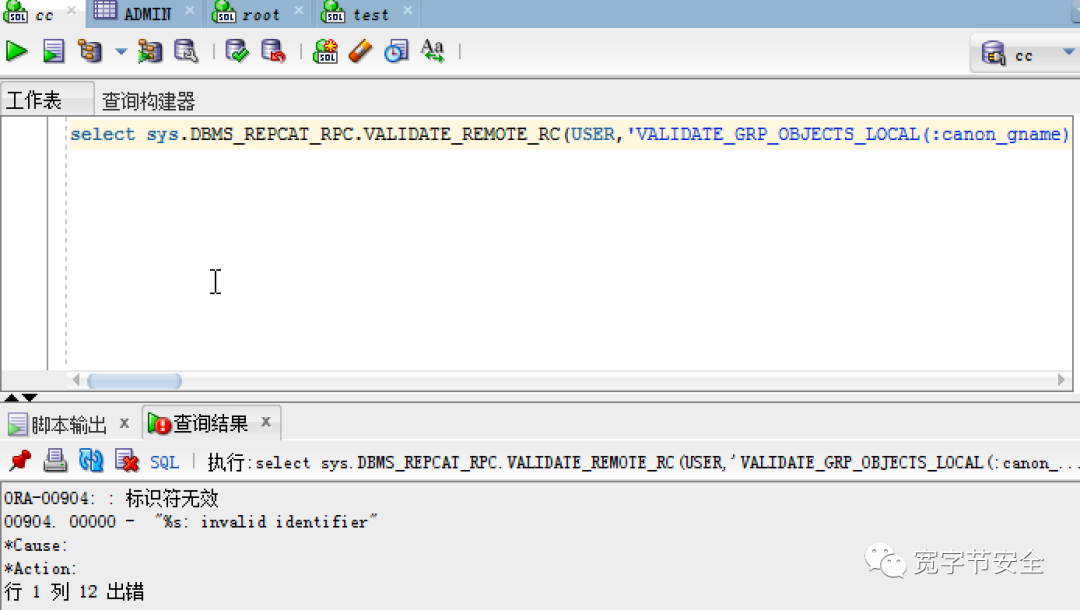 cc ADMIN root test
cc
工作表 查询构建器
select sys.DBMS_REPCAT_RPC.VALIDATE_REMOTE_RC(USER,'VALIDATE_GRP_OBJECTS_LOCAL(:canon_gname)
脚本输出 查询结果
SQL 执行:select sys.DBMS_REPCAT_RPC.VALIDATE_REMOTE_RC(USER,'VALIDATE_GRP_OBJECTS_LOCAL(:canon_...
ORA-00904: : 标识符无效
00904. 00000 - "%s: invalid identifier"
*Cause:
*Action:
行 1 列 12 出错
宽字节安全